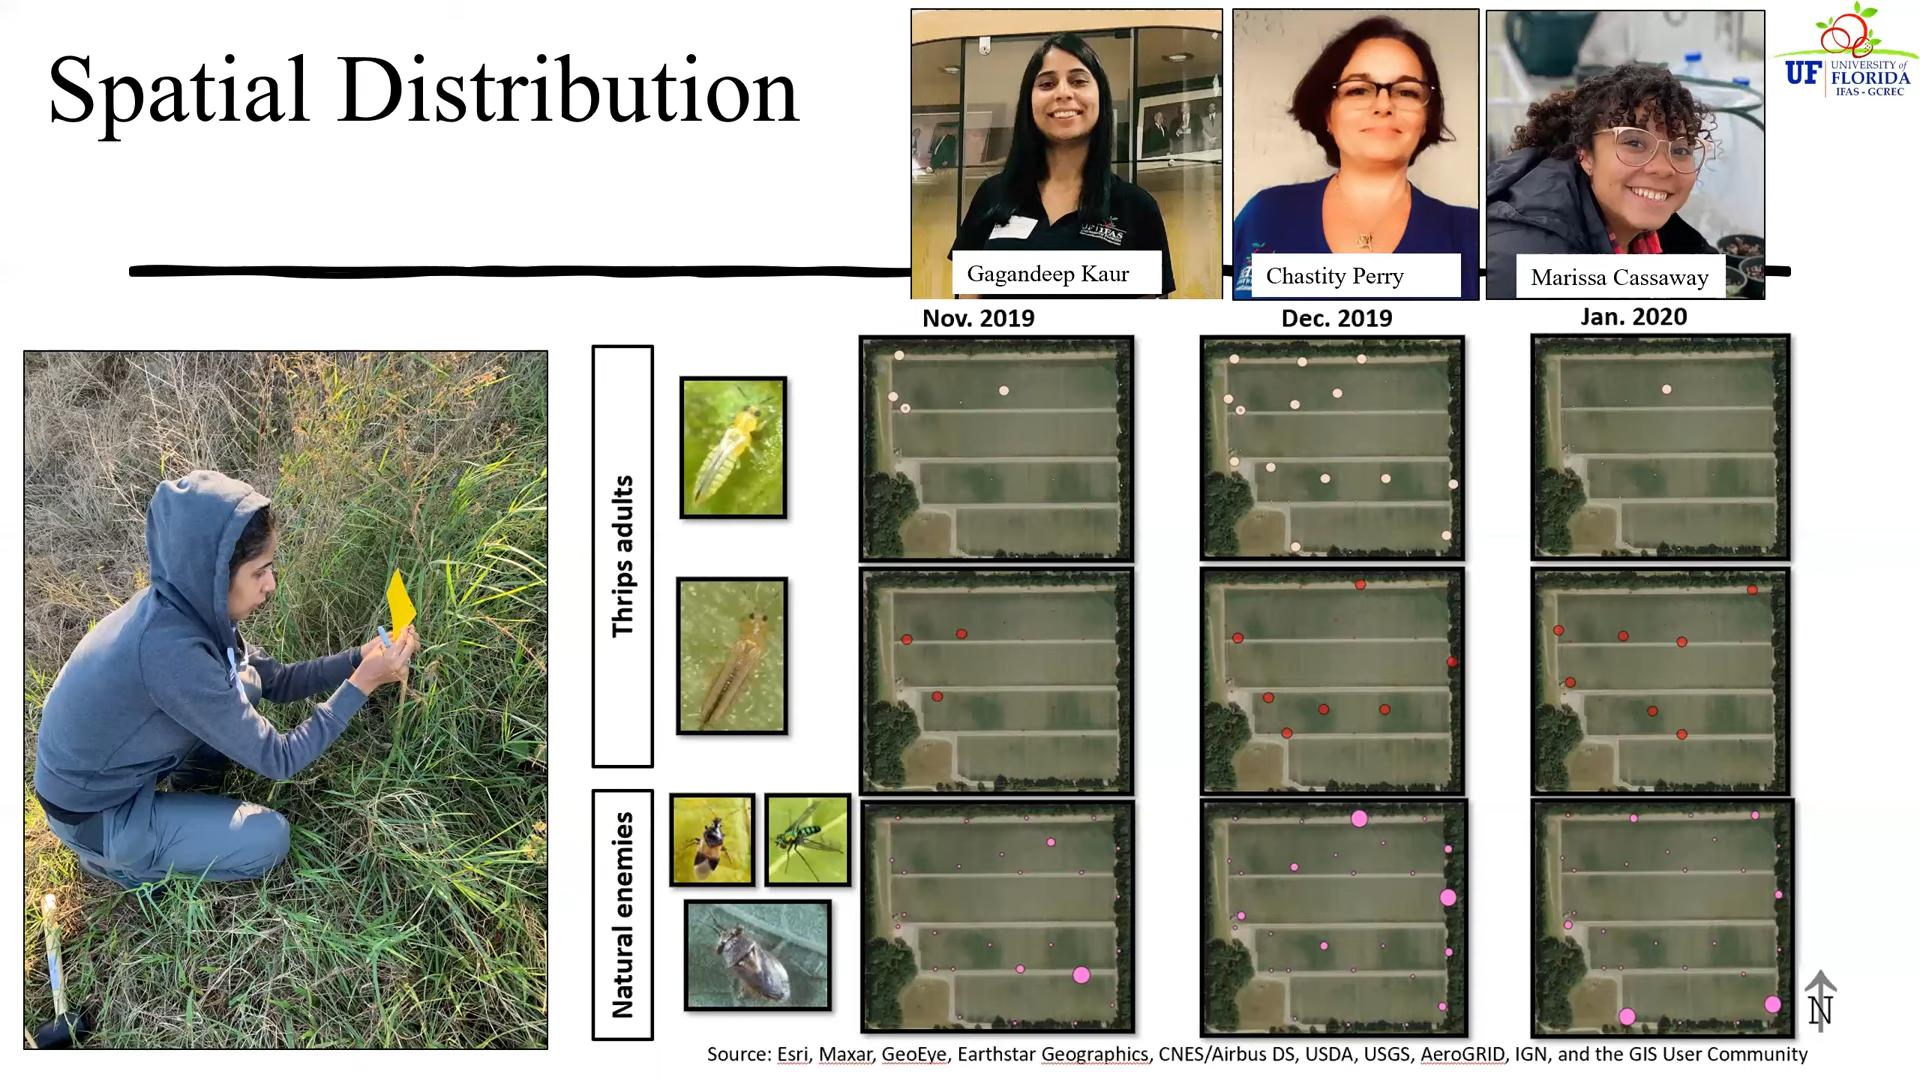 Spatial Distribution
UF
UNIVERSITY of
FLORIDA
IFAS - GCREC
UF IFAS
Gagandeep Kaur
Chastity Perry
Marissa Cassaway
Nov. 2019
Dec. 2019
Jan. 2020
Thrips adults
Natural enemies
N
Source: Esri, Maxar, GeoEye, Earthstar Geographics, CNES/Airbus DS, USDA, USGS, AeroGRID, IGN, and the GIS User Community